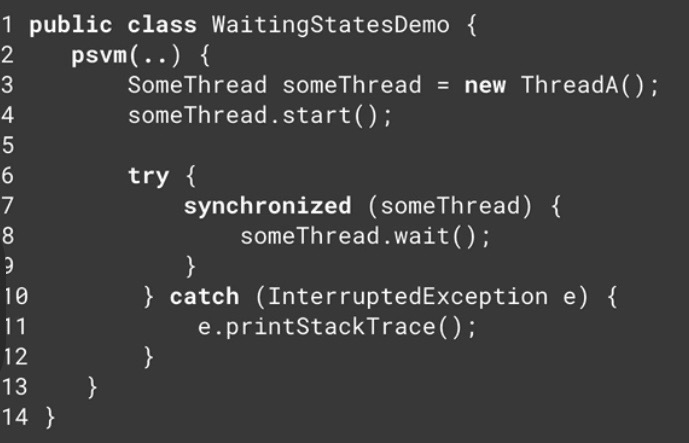 1 public class WaitingStatesDemo {
2 psvm(..) {
3 SomeThread someThread = new ThreadA();
4 someThread.start();
5
6 try {
7 synchronized (someThread) {
8 someThread.wait();
9 }
10 } catch (InterruptedException e) {
11 e.printStackTrace();
12 }
13 }
14 }